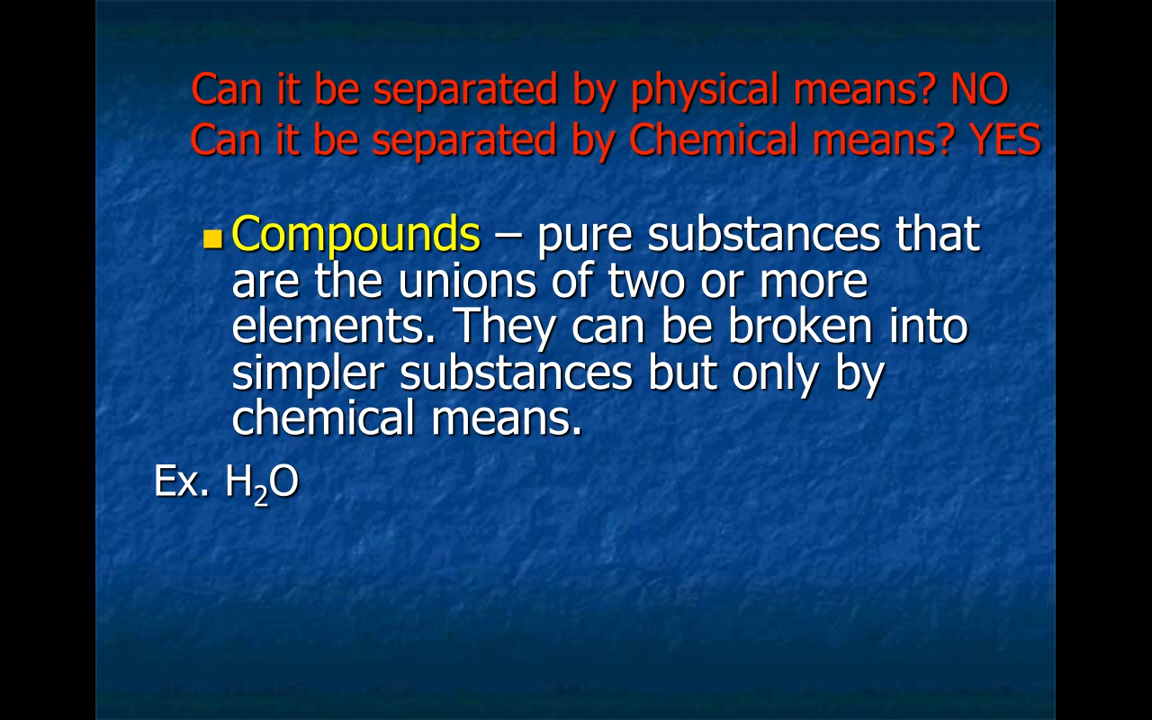 Can it be separated by physical means? NO
Can it be separated by Chemical means? YES
Compounds – pure substances that
are the unions of two or more
elements. They can be broken into
simpler substances but only by
chemical means.
Ex. H₂O